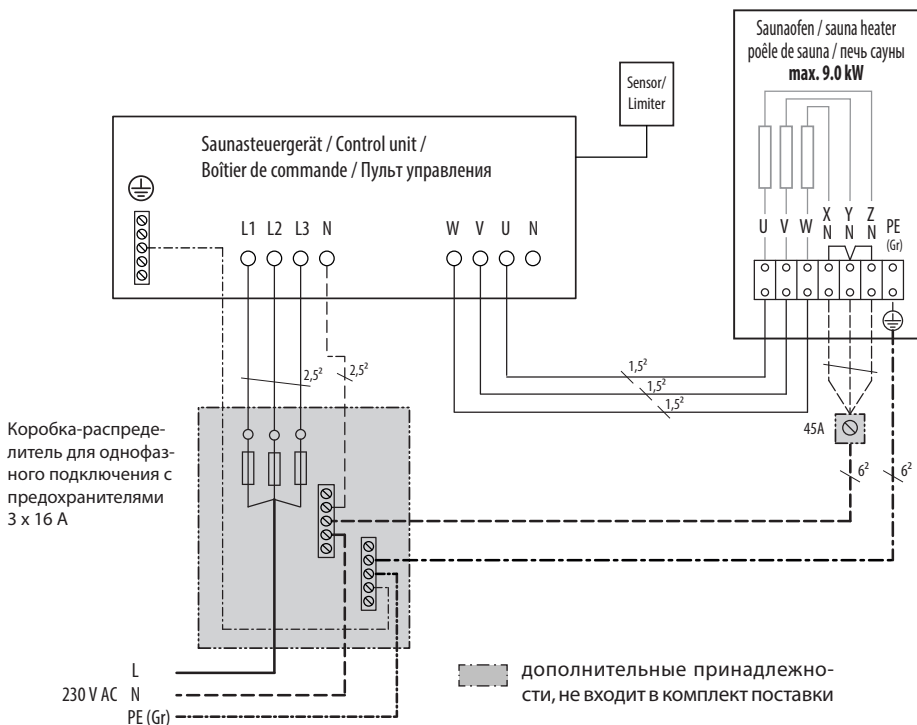 Saunaofen / sauna heater
poêle de sauna / печь сауны
max. 9.0 kW
Sensor/
Limiter
Saunasteuergerät / Control unit /
Boîtier de commande / Пульт управления
L1 L2 L3 N
W V U N
U V W X Y Z PE
N N N (Gr)
2,5²
2,5²
1,5²
1,5²
1,5²
45A
6²
6²
Коробка-распреде-
литель для однофаз-
ного подключения с
предохранителями
3 x 16 A
L
230 V AC N
PE (Gr)
дополнительные принадлежно-
сти, не входит в комплект поставки